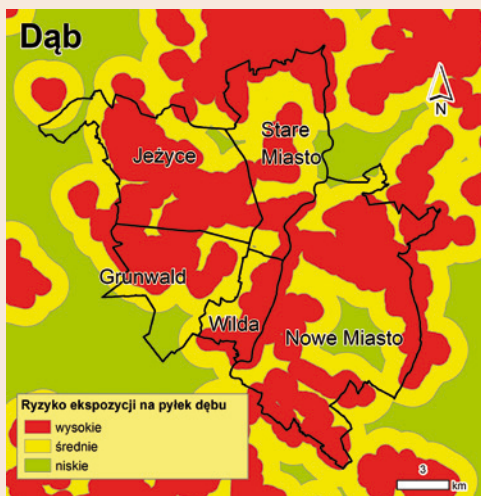 Dąb
N
Stare
Miasto
Jeżyce
Grunwald
Wilda
Nowe Miasto
Ryzyko ekspozycji na pyłek dębu
wysokie
średnie
niskie
3
km